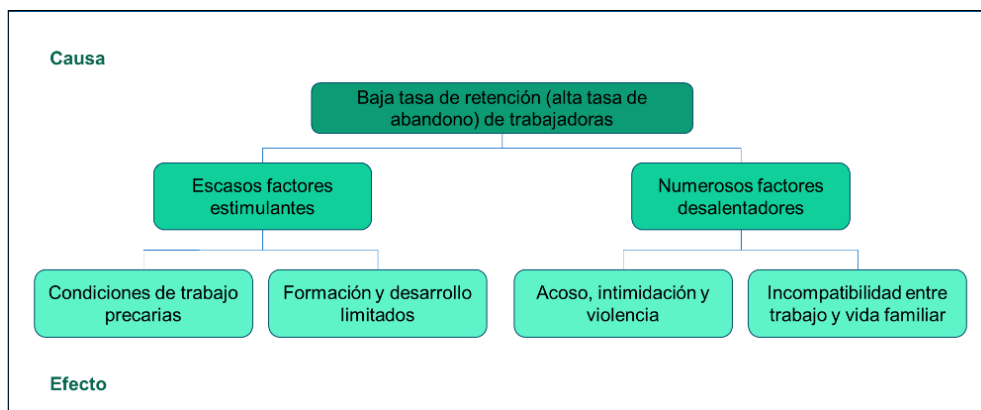 Causa
Baja tasa de retención (alta tasa de
abandono) de trabajadoras
Escasos factores
estimulantes
Numerosos factores
desalentadores
Condiciones de trabajo
precarias
Formación y desarrollo
limitados
Acoso, intimidación y
violencia
Incompatibilidad entre
trabajo y vida familiar
Efecto